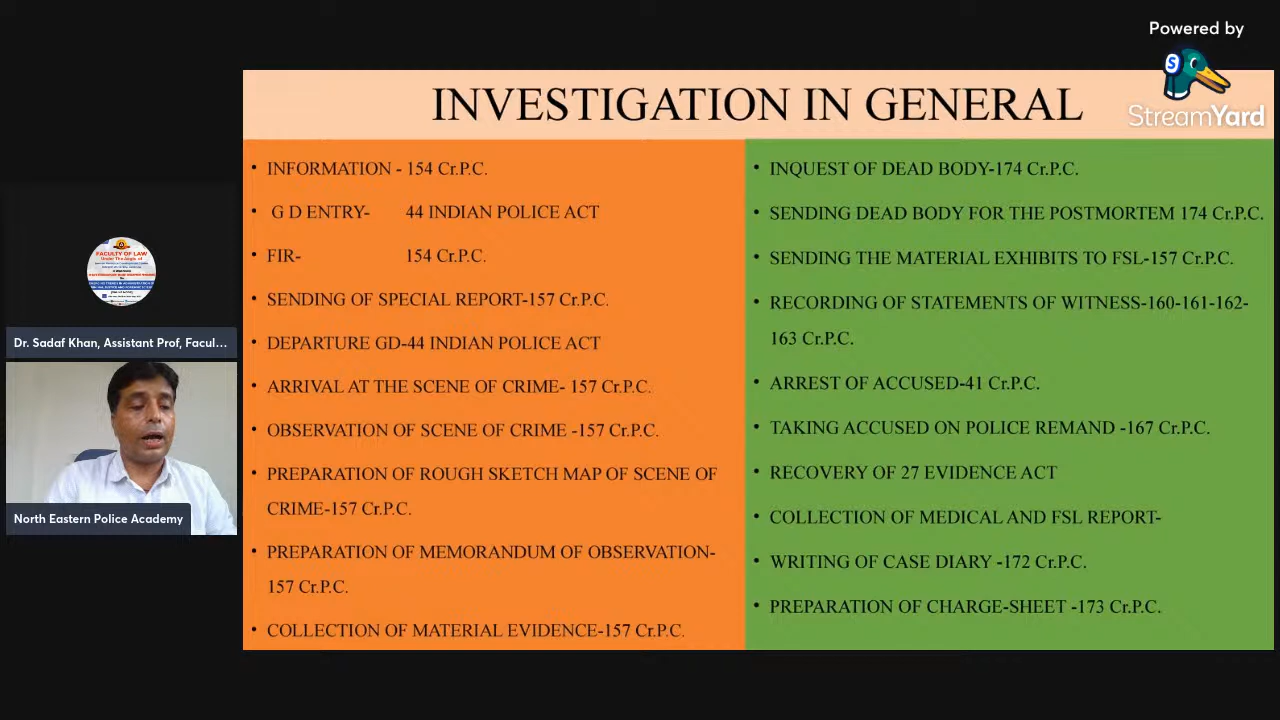 Powered by
StreamYard
INVESTIGATION IN GENERAL
• INFORMATION - 154 Cr.P.C.
• G D ENTRY- 44 INDIAN POLICE ACT
• FIR- 154 Cr.P.C.
• SENDING OF SPECIAL REPORT-157 Cr.P.C.
• DEPARTURE GD-44 INDIAN POLICE ACT
• ARRIVAL AT THE SCENE OF CRIME- 157 Cr.P.C.
• OBSERVATION OF SCENE OF CRIME -157 Cr.P.C.
• PREPARATION OF ROUGH SKETCH MAP OF SCENE OF
CRIME-157 Cr.P.C.
• PREPARATION OF MEMORANDUM OF OBSERVATION-
157 Cr.P.C.
• COLLECTION OF MATERIAL EVIDENCE-157 Cr.P.C.
• INQUEST OF DEAD BODY-174 Cr.P.C.
• SENDING DEAD BODY FOR THE POSTMORTEM 174 Cr.P.C.
• SENDING THE MATERIAL EXHIBITS TO FSL-157 Cr.P.C.
• RECORDING OF STATEMENTS OF WITNESS-160-161-162-
163 Cr.P.C.
• ARREST OF ACCUSED-41 Cr.P.C.
• TAKING ACCUSED ON POLICE REMAND -167 Cr.P.C.
• RECOVERY OF 27 EVIDENCE ACT
• COLLECTION OF MEDICAL AND FSL REPORT-
• WRITING OF CASE DIARY -172 Cr.P.C.
• PREPARATION OF CHARGE-SHEET -173 Cr.P.C.
FACULTY OF LAW
Dr. Sadaf Khan, Assistant Prof, Facul...
North Eastern Police Academy